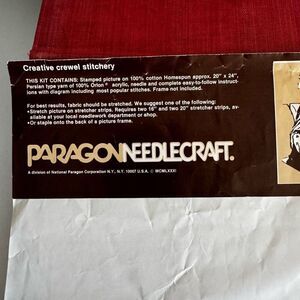 Creative crewel stitchery
THIS KIT CONTAINS: Stamped picture on 100% cotton Homespun approx. 20" x 24",
Persian type yarn of 100% Orlon® acrylic, needle and complete easy-to-follow instruct-
ions with diagram including most popular stitches. Frame not included.
For best results, fabric should be stretched. We suggest one of the following:
•Stretch picture on stretcher strips. Requires two 16" and two 20" stretcher strips, av-
ailable at your local needlework department or shop.
•Or staple onto the back of a picture frame.
PARAGON NEEDLECRAFT®
A division of National Paragon Corporation N.Y., N.Y. 10007 U.S.A. © MCMLXXXI